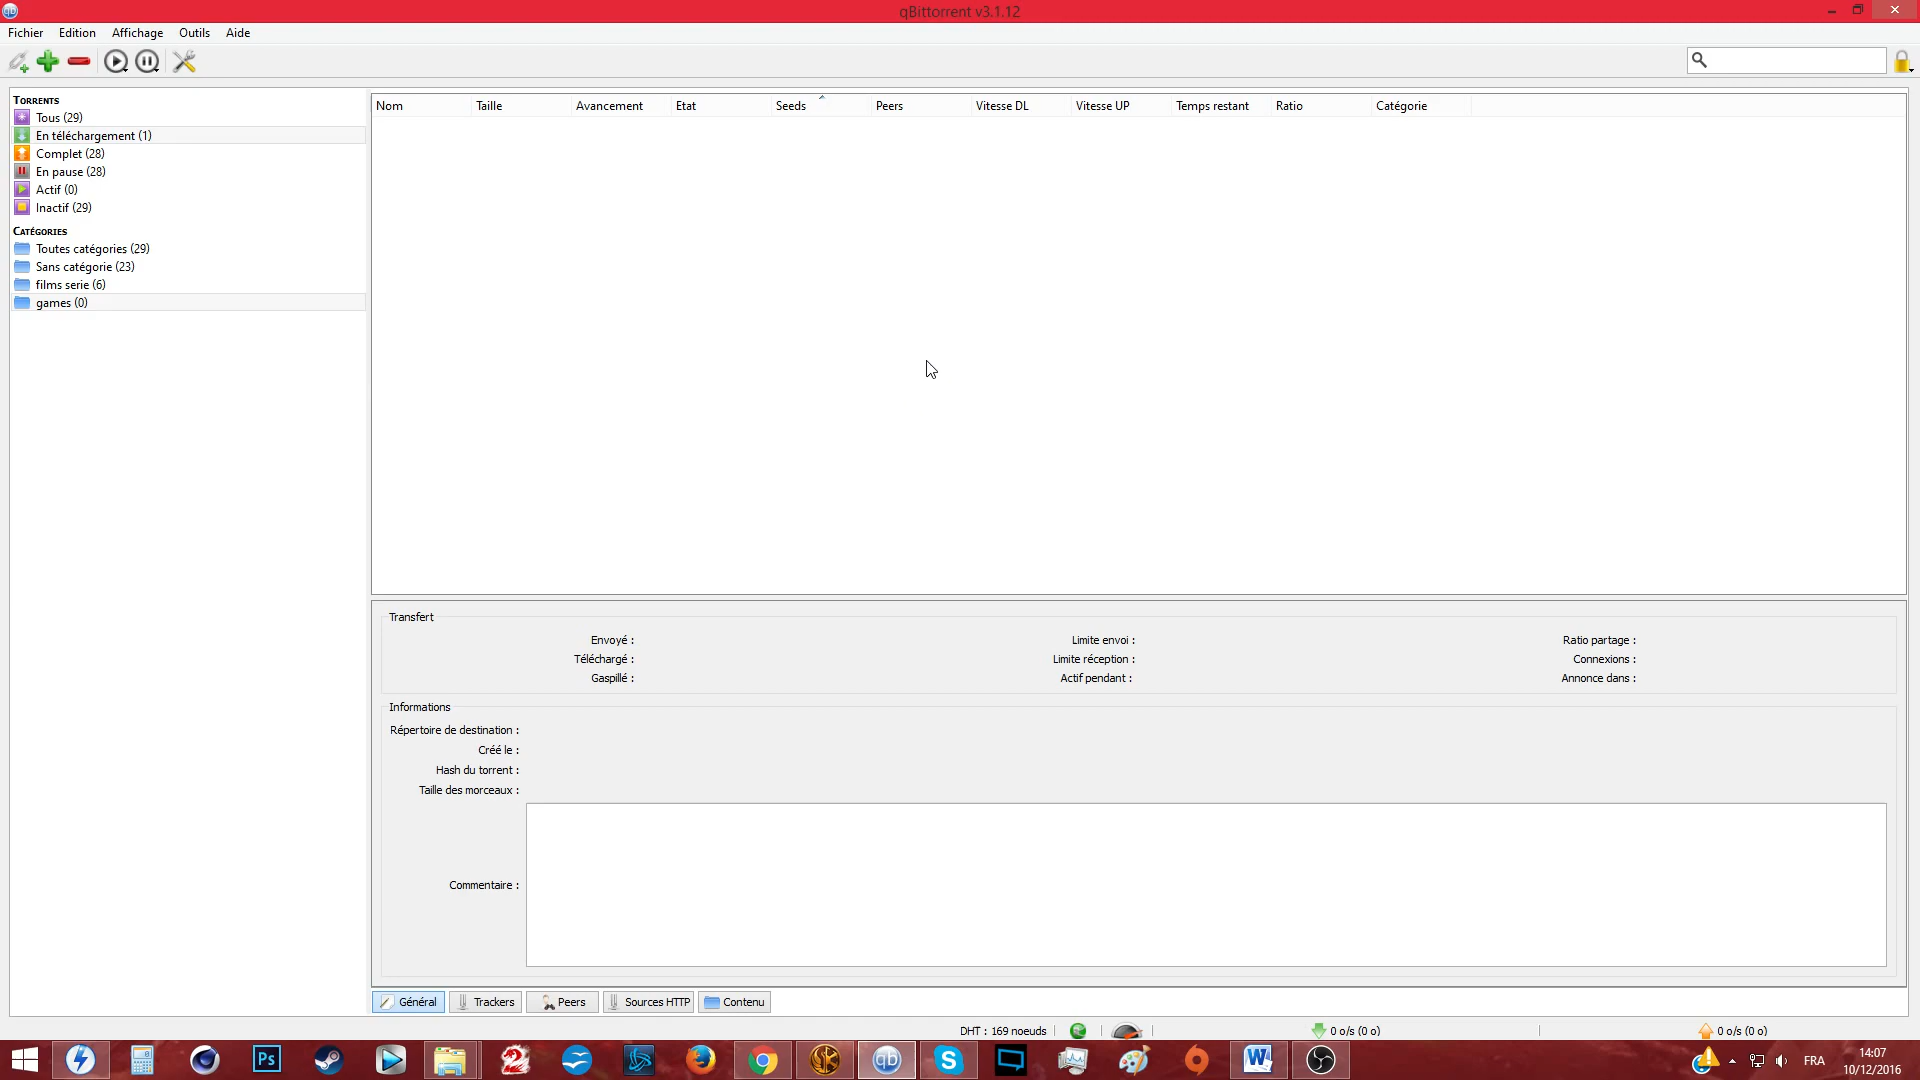 qBittorrent v3.1.12
Fichier Edition Affichage Outils Aide
TORRENTS
Tous (29)
En téléchargement (1)
Complet (28)
En pause (28)
Actif (0)
Inactif (29)
CATÉGORIES
Toutes catégories (29)
Sans catégorie (23)
films serie (6)
games (0)
Nom Taille Avancement Etat Seeds Peers Vitesse DL Vitesse UP Temps restant Ratio Catégorie
Transfert
Envoyé : Limite envoi : Ratio partage :
Téléchargé : Limite réception : Connexions :
Gaspillé : Actif pendant : Annonce dans :
Informations
Répertoire de destination :
Créé le :
Hash du torrent :
Taille des morceaux :
Commentaire :
Général Trackers Peers Sources HTTP Contenu
DHT : 169 noeuds 0 o/s (0 o) 0 o/s (0 o)
Ps qb FRA 14:07
10/12/2016